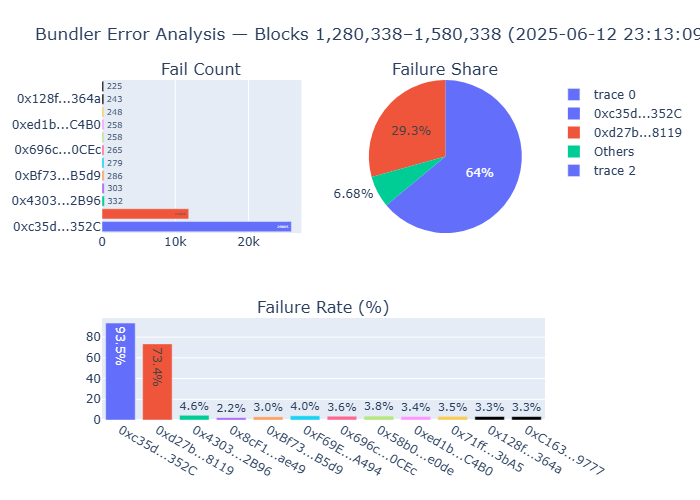 Bundler Error Analysis — Blocks 1,280,338–1,580,338 (2025-06-12 23:13:09
Fail Count
225
0x128f...364a 243
248
0xed1b...C4B0 258
258
0x696c...0CEc 265
279
0xBf73...B5d9 286
303
0x4303...2B96 332
0xc35d...352C
0
10k
20k
Failure Share
29.3%
64%
6.68%
trace 0
0xc35d...352C
0xd27b...8119
Others
trace 2
Failure Rate (%)
80
60
40
20
0
93.5%
73.4%
4.6%
2.2%
3.0%
4.0%
3.6%
3.8%
3.4%
3.5%
3.3%
3.3%
0xc35d...352C
0xd27b...8119
0x4303...2B96
0x8cF1...ae49
0xBf73...B5d9
0xF69E...A494
0x696c...0CEc
0x58b0...e0de
0xed1b...C4B0
0x71ff...3bA5
0x128f...364a
0xC163...9777